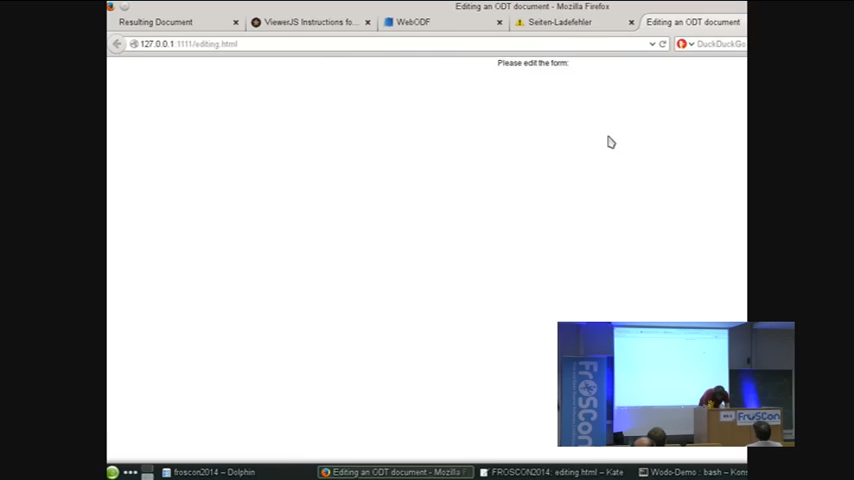 Editing an ODT document - Mozilla Firefox
Resulting Document
ViewerJS Instructions fo...
WebODF
Seiten-Ladefehler
Editing an ODT document
127.0.0.1:1111/editing.html
DuckDuckGo
Please edit the form:
FrOSCon
FrOSCon
froscon2014 – Dolphin
Editing an ODT document - Mozilla F
FROSCON2014: editing.html – Kate
Wodo-Demo : bash – Kons